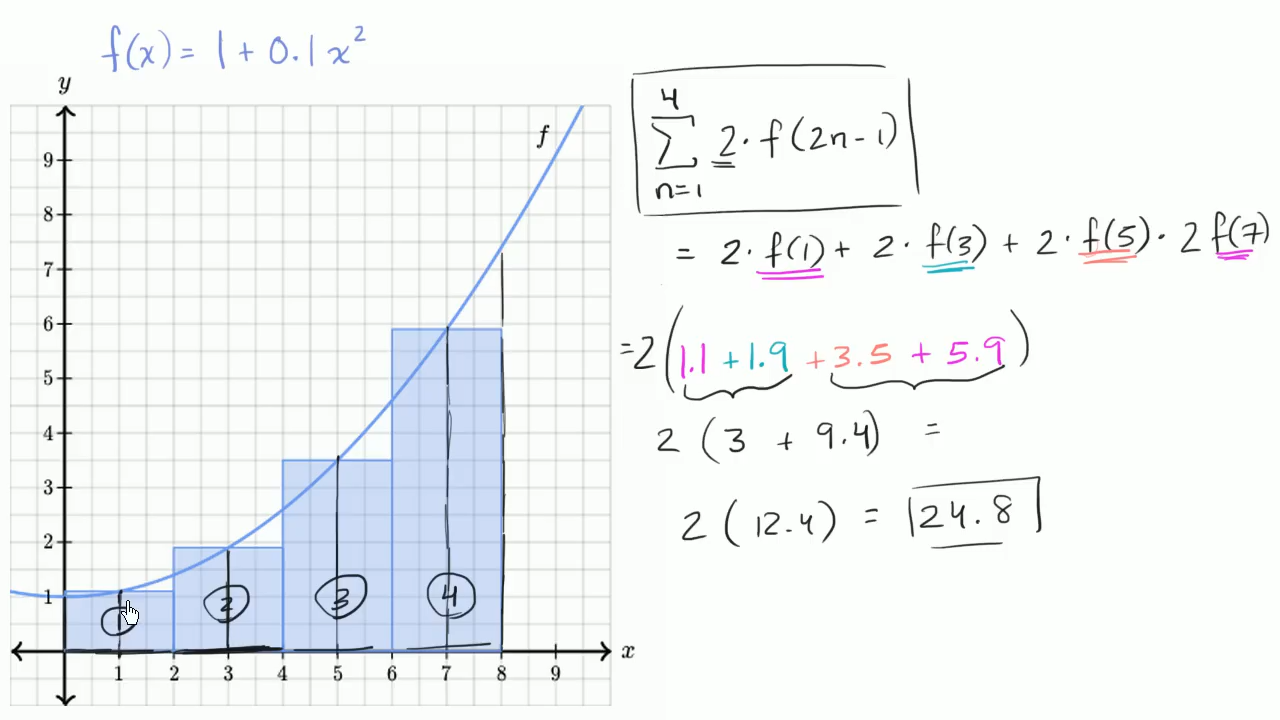 f(x) = 1 + 0.1x²
y
f
9
8
7
6
5
4
3
2
1
1 2 3 4
1 2 3 4 5 6 7 8 9 x
4
∑ 2 · f(2n-1)
n=1
= 2 · f(1) + 2 · f(3) + 2 · f(5) · 2 f(7)
=2(1.1 + 1.9 + 3.5 + 5.9)
2 (3 + 9.4) =
2 (12.4) = 24.8